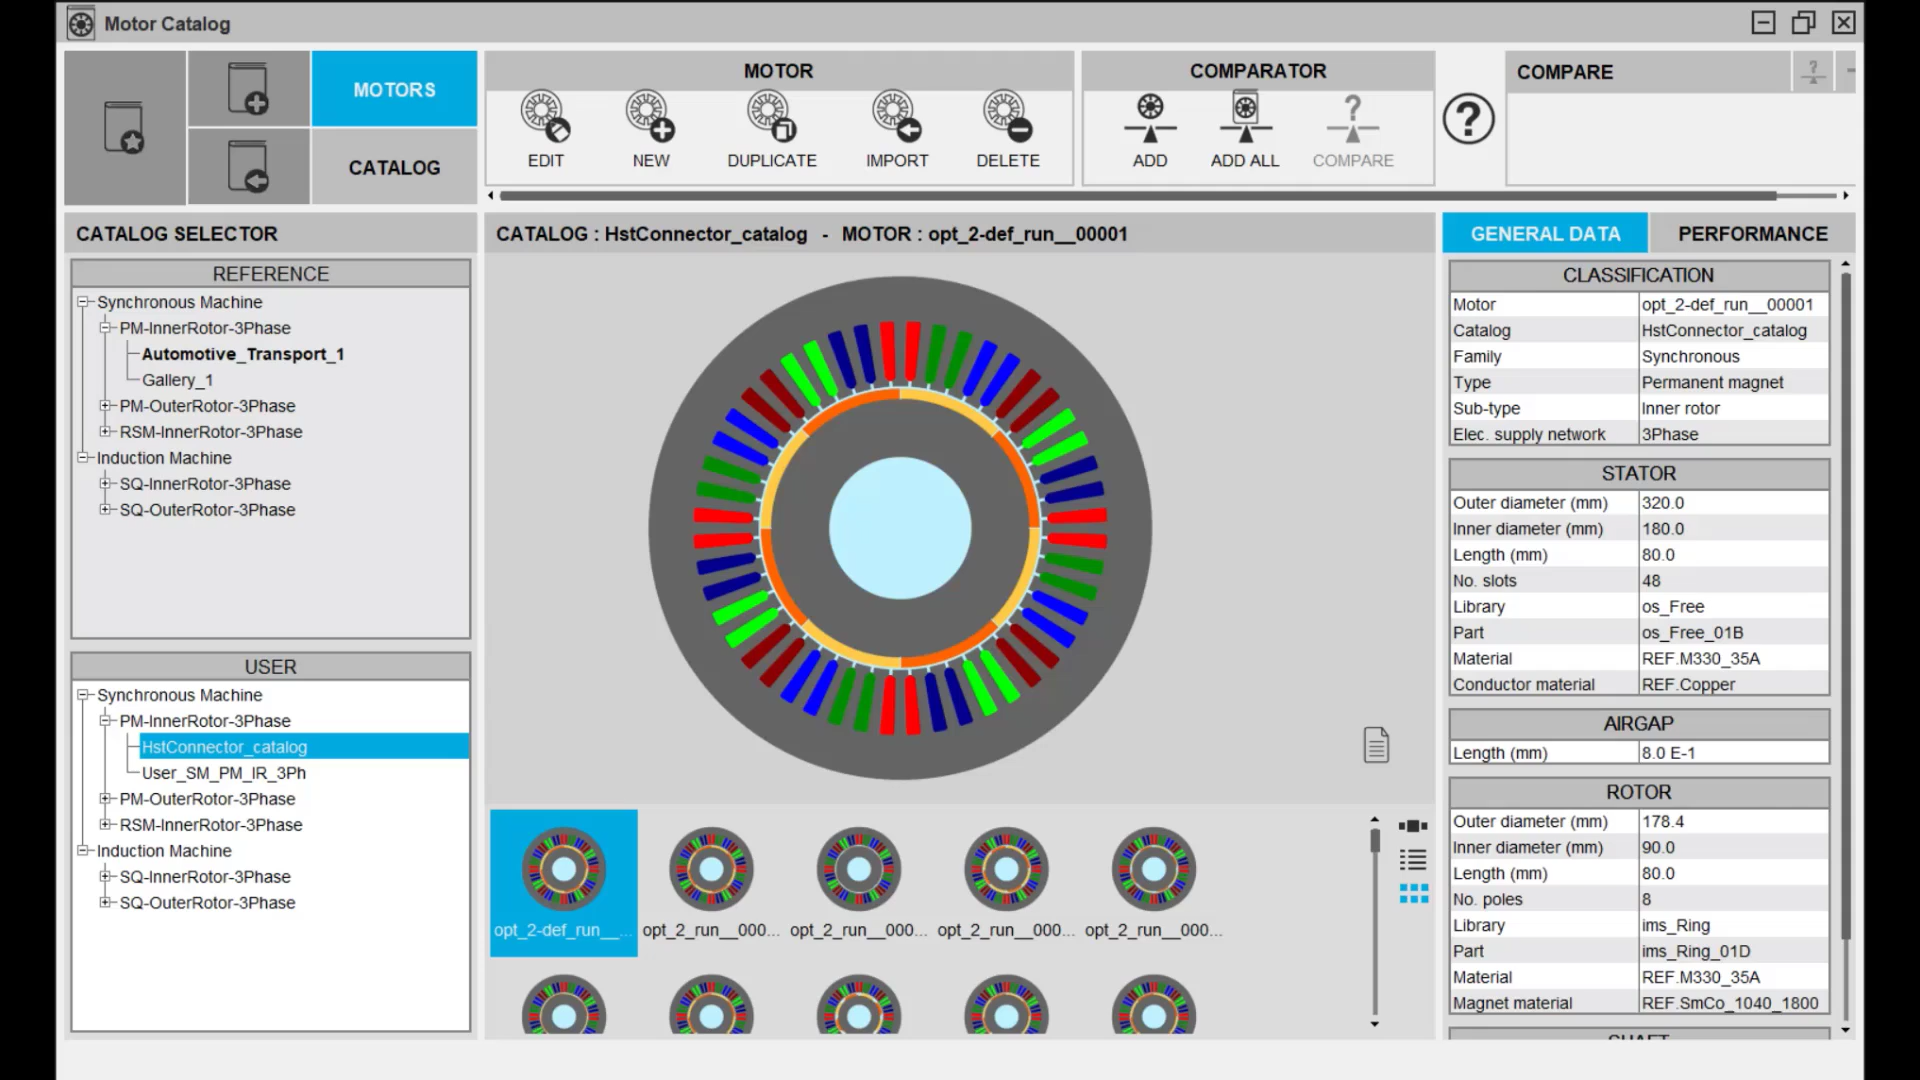 Motor Catalog
MOTORS
CATALOG
MOTOR
EDIT
NEW
DUPLICATE
IMPORT
DELETE
COMPARATOR
ADD
ADD ALL
COMPARE
COMPARE
CATALOG SELECTOR
REFERENCE
Synchronous Machine
PM-InnerRotor-3Phase
Automotive_Transport_1
Gallery_1
PM-OuterRotor-3Phase
RSM-InnerRotor-3Phase
Induction Machine
SQ-InnerRotor-3Phase
SQ-OuterRotor-3Phase
USER
Synchronous Machine
PM-InnerRotor-3Phase
HstConnector_catalog
User_SM_PM_IR_3Ph
PM-OuterRotor-3Phase
RSM-InnerRotor-3Phase
Induction Machine
SQ-InnerRotor-3Phase
SQ-OuterRotor-3Phase
CATALOG : HstConnector_catalog - MOTOR : opt_2-def_run__00001
opt_2-def_run__...
opt_2_run__000...
opt_2_run__000...
opt_2_run__000...
opt_2_run__000...
GENERAL DATA
PERFORMANCE
CLASSIFICATION
Motor opt_2-def_run__00001
Catalog HstConnector_catalog
Family Synchronous
Type Permanent magnet
Sub-type Inner rotor
Elec. supply network 3Phase
STATOR
Outer diameter (mm) 320.0
Inner diameter (mm) 180.0
Length (mm) 80.0
No. slots 48
Library os_Free
Part os_Free_01B
Material REF.M330_35A
Conductor material REF.Copper
AIRGAP
Length (mm) 8.0 E-1
ROTOR
Outer diameter (mm) 178.4
Inner diameter (mm) 90.0
Length (mm) 80.0
No. poles 8
Library ims_Ring
Part ims_Ring_01D
Material REF.M330_35A
Magnet material REF.SmCo_1040_1800
SHAFT